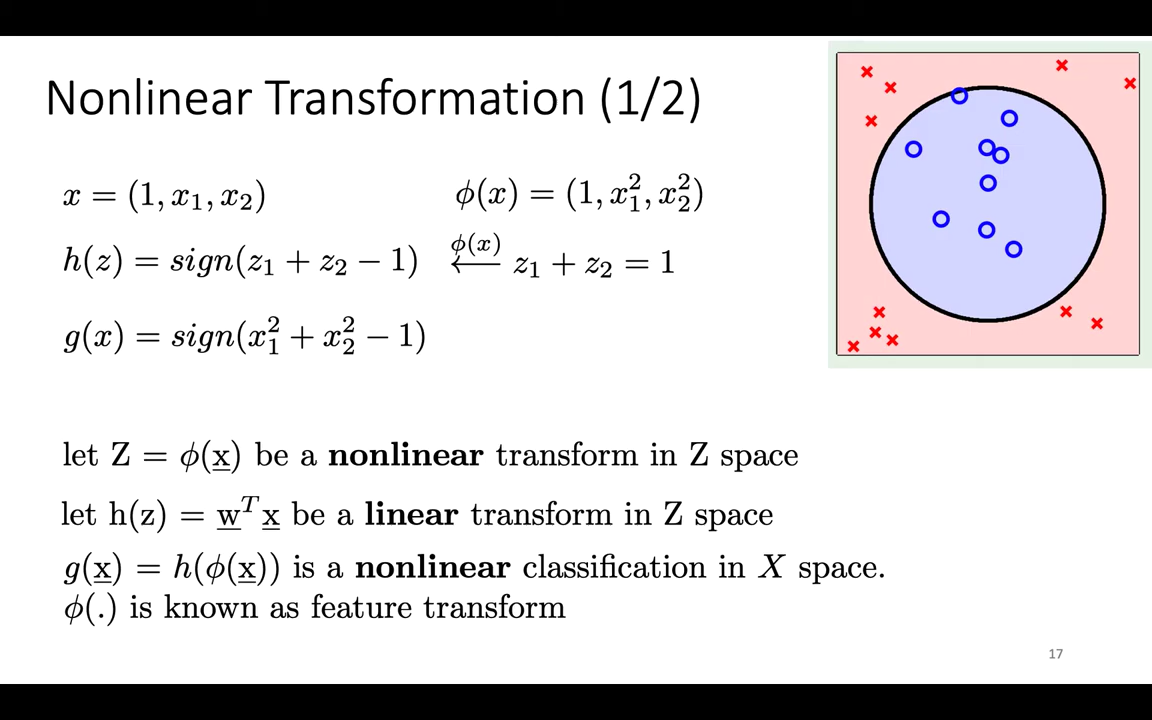 Nonlinear Transformation (1/2)
x = (1, x₁, x₂)
ϕ(x) = (1, x₁², x₂²)
h(z) = sign(z₁ + z₂ − 1)
ϕ(x) ⟵ z₁ + z₂ = 1
g(x) = sign(x₁² + x₂² − 1)
let Z = ϕ(x̲) be a nonlinear transform in Z space
let h(z) = w̲ᵀ x̲ be a linear transform in Z space
g(x̲) = h(ϕ(x̲)) is a nonlinear classification in X space.
ϕ(.) is known as feature transform
17